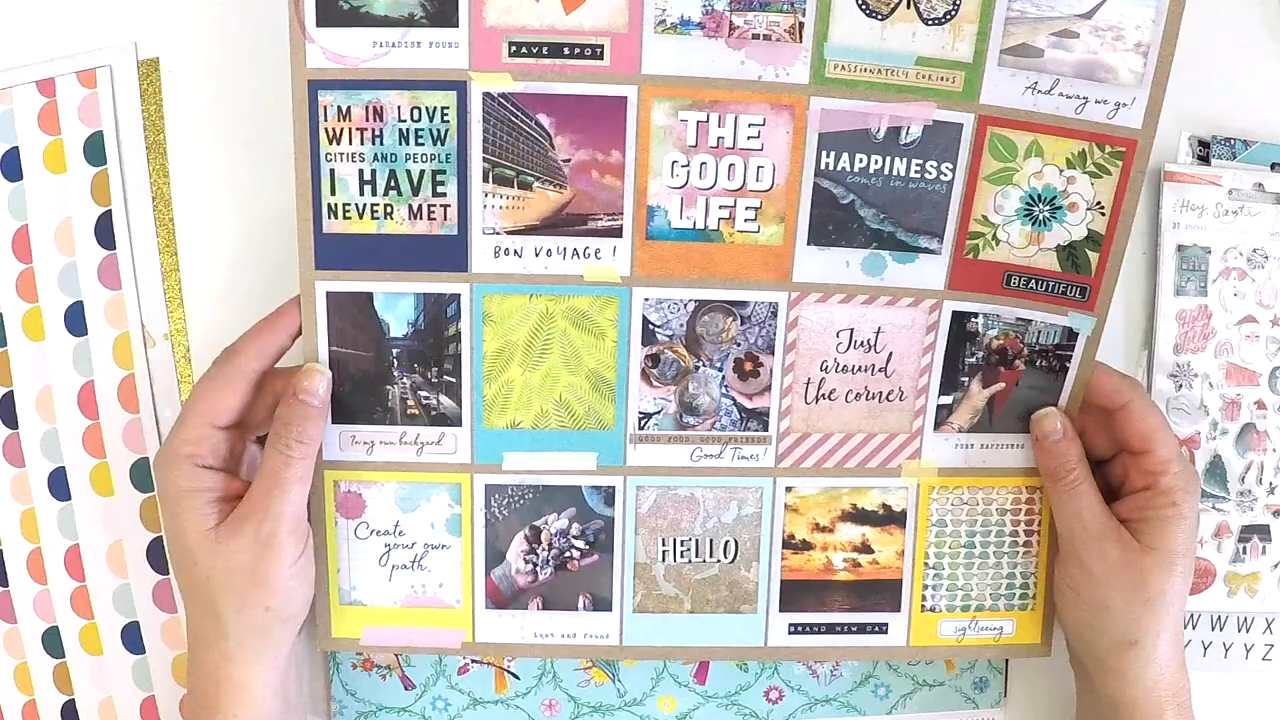 PARADISE FOUND
FAVE SPOT
PASSIONATELY CURIOUS
And away we go!
I'M IN LOVE
WITH NEW
CITIES AND PEOPLE
I HAVE
NEVER MET
BON VOYAGE!
THE
GOOD
LIFE
HAPPINESS
comes in waves
BEAUTIFUL
In my own backyard
GOOD FOOD, GOOD FRIENDS
Good Times!
Just
around
the corner
PURE HAPPINESS
Create
your own
path.
lost and found
HELLO
BRAND NEW DAY
sightseeing
Hey, Santa
Holly
Jolly
W W W X
Y Y Y Z